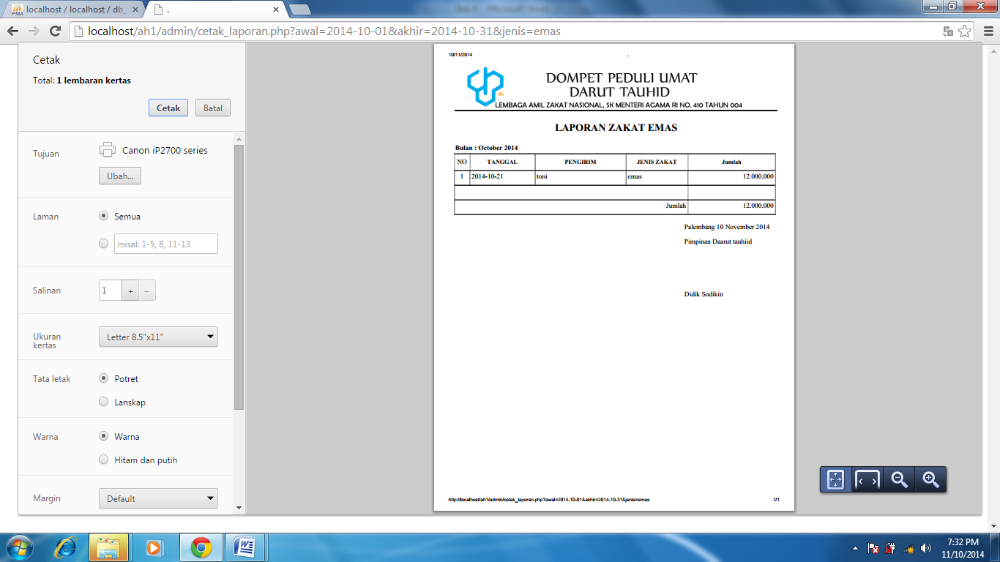 localhost / localhost / db_
.
localhost/ah1/admin/cetak_laporan.php?awal=2014-10-01&akhir=2014-10-31&jenis=emas
Cetak
Total: 1 lembaran kertas
Cetak Batal
Tujuan Canon iP2700 series
Ubah...
Laman Semua
misal: 1-5, 8, 11-13
Salinan 1 + –
Ukuran kertas Letter 8.5"x11"
Tata letak Potret
Lanskap
Warna Warna
Hitam dan putih
Margin Default
10/11/2014 .
DOMPET PEDULI UMAT
DARUT TAUHID
LEMBAGA AMIL ZAKAT NASIONAL, SK MENTERI AGAMA RI NO. 410 TAHUN 004
LAPORAN ZAKAT EMAS
Bulan : October 2014
NO TANGGAL PENGIRIM JENIS ZAKAT Jumlah
1 2014-10-21 toni emas 12.000.000
Jumlah 12.000.000
Palembang 10 November 2014
Pimpinan Daarut tauhiid
Didik Sodikin
http://localhost/ah1/admin/cetak_laporan.php?awal=2014-10-01&akhir=2014-10-31&jenis=emas 1/1
7:32 PM
11/10/2014